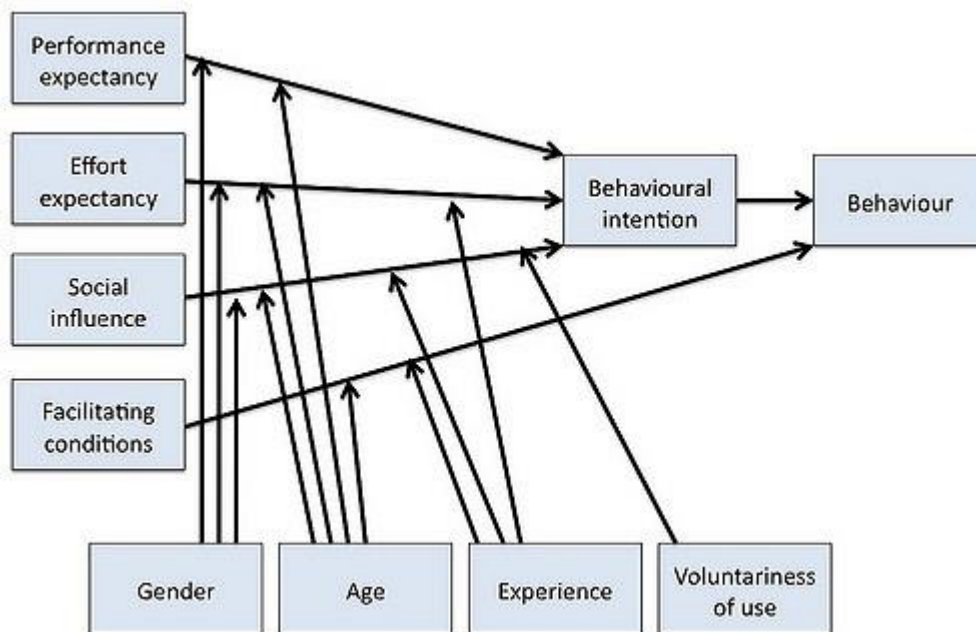 Performance
expectancy
Effort
expectancy
Social
influence
Facilitating
conditions
Behavioural
intention
Behaviour
Gender
Age
Experience
Voluntariness
of use